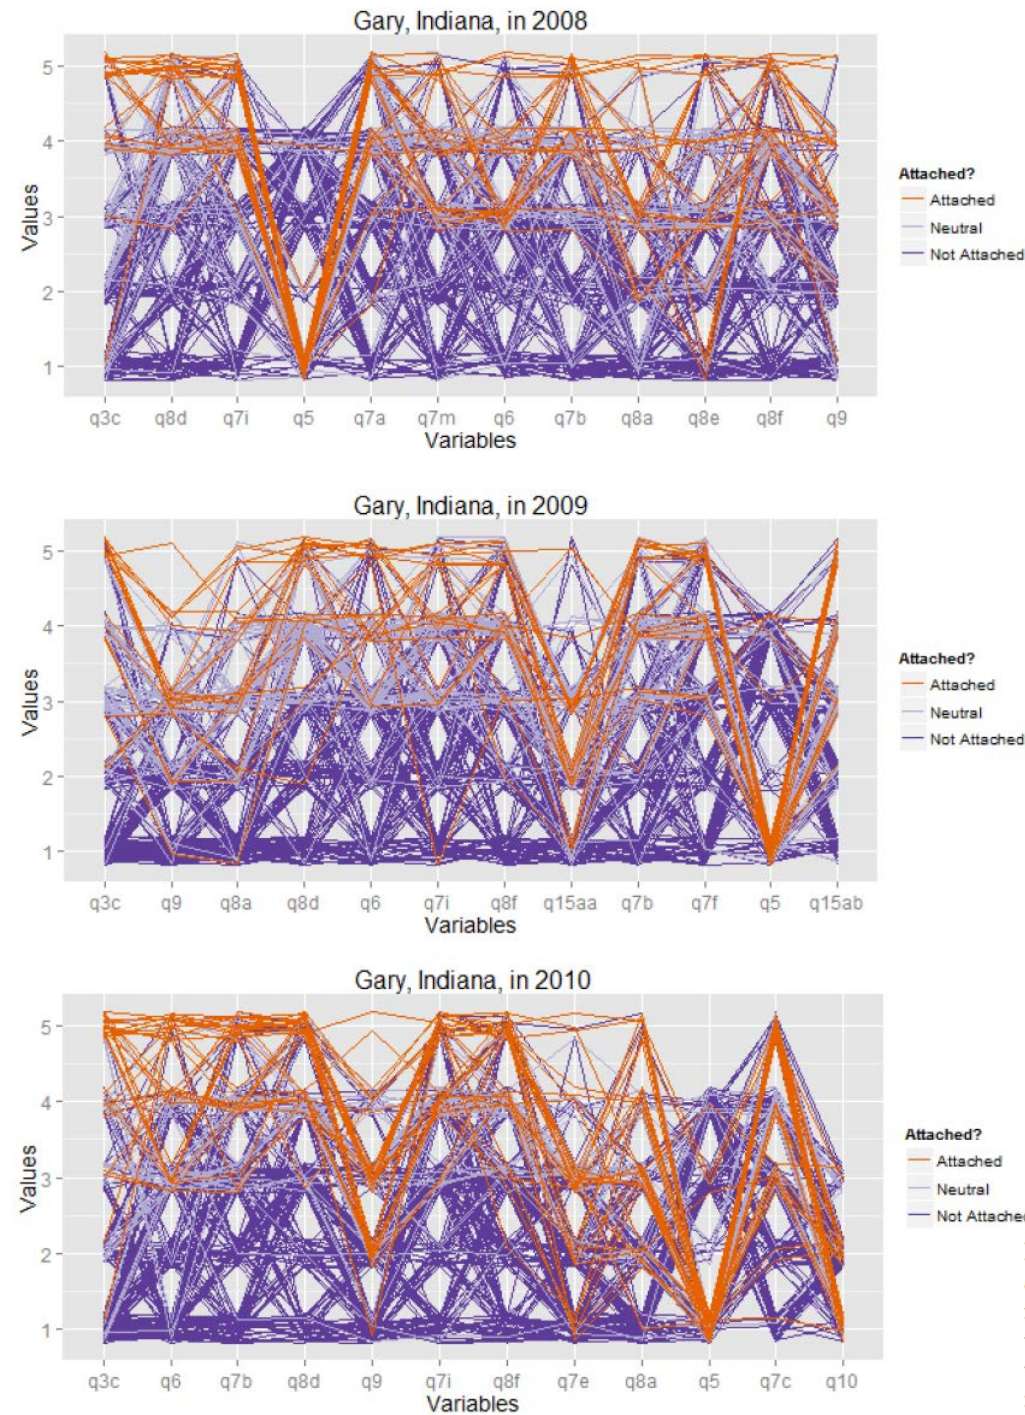 Gary, Indiana, in 2008
5
4
3
2
1
Values
q3c q8d q7i q5 q7a q7m q6 q7b q8a q8e q8f q9
Variables
Attached?
Attached
Neutral
Not Attached
Gary, Indiana, in 2009
5
4
3
2
1
Values
q3c q9 q8a q8d q6 q7i q8f q15aa q7b q7f q5 q15ab
Variables
Attached?
Attached
Neutral
Not Attached
Gary, Indiana, in 2010
5
4
3
2
1
Values
q3c q6 q7b q8d q9 q7i q8f q7e q8a q5 q7c q10
Variables
Attached?
Attached
Neutral
Not Attached